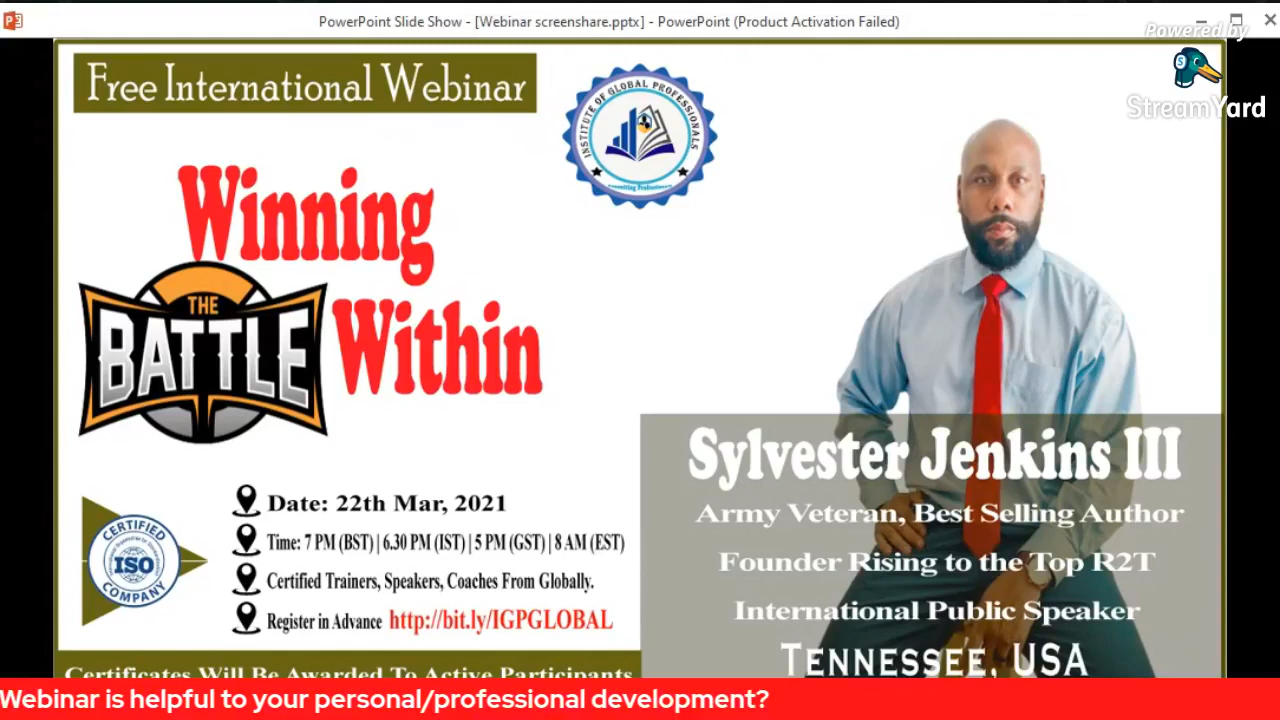 PowerPoint Slide Show - [Webinar screenshare.pptx] - PowerPoint (Product Activation Failed)
Powered by
StreamYard
Free International Webinar
INSTITUTE OF GLOBAL PROFESSIONALS
Winning
THE
BATTLE
Within
Sylvester Jenkins III
Army Veteran, Best Selling Author
Founder Rising to the Top R2T
International Public Speaker
TENNESSEE, USA
CERTIFIED
ISO
COMPANY
Date: 22th Mar, 2021
Time: 7 PM (BST) | 6.30 PM (IST) | 5 PM (GST) | 8 AM (EST)
Certified Trainers, Speakers, Coaches From Globally.
Register in Advance http://bit.ly/IGPGLOBAL
Certificates Will Be Awarded To Active Participants
Webinar is helpful to your personal/professional development?